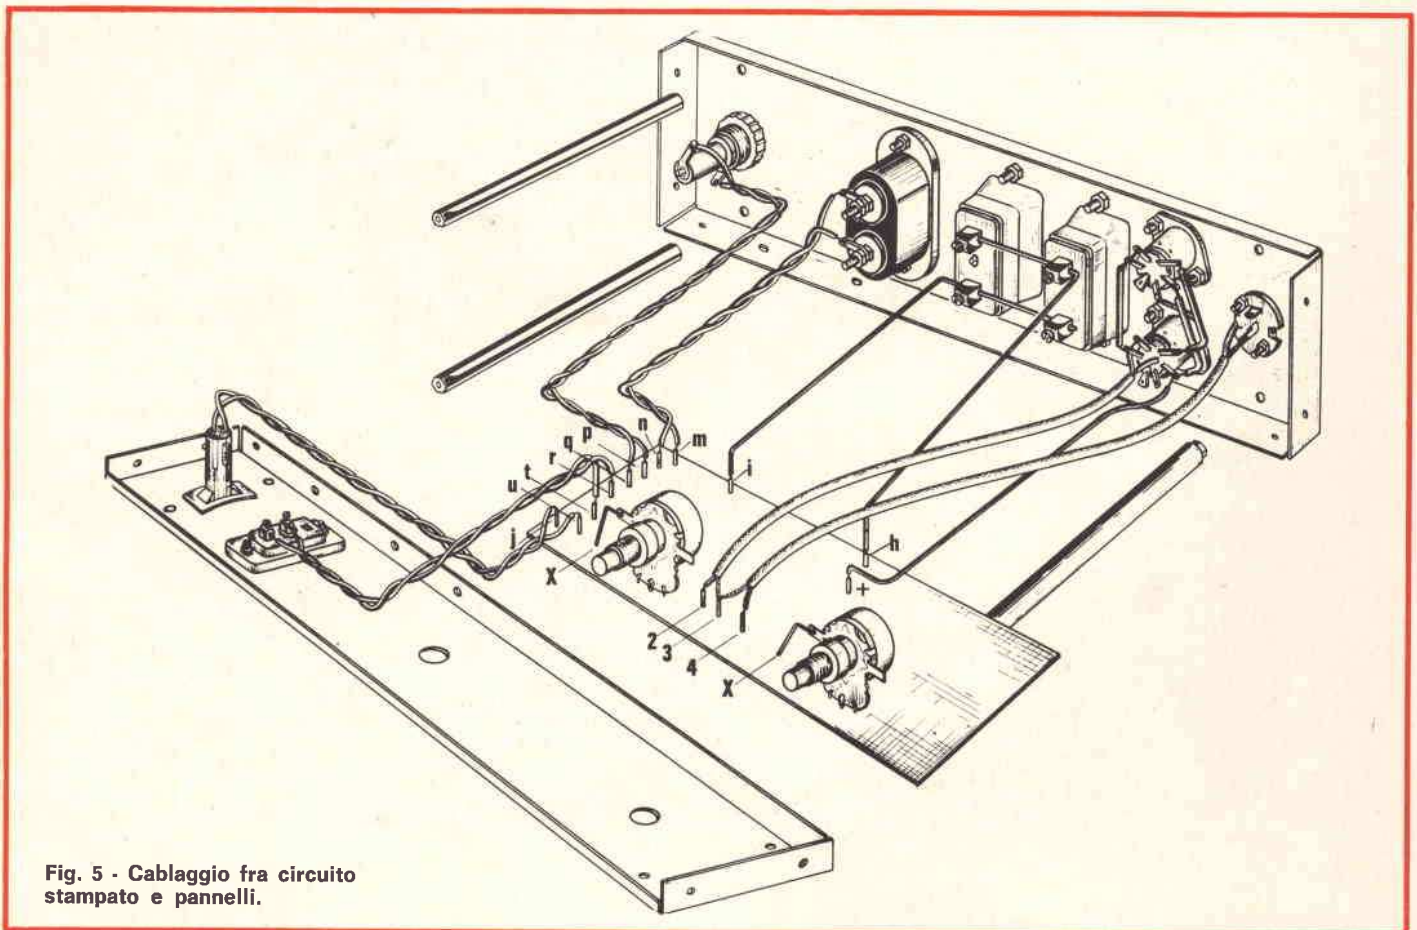 n
m
p
q
r
t
u
i
j
h
X
+
2
3
4
X
Fig. 5 - Cablaggio fra circuito
stampato e pannelli.